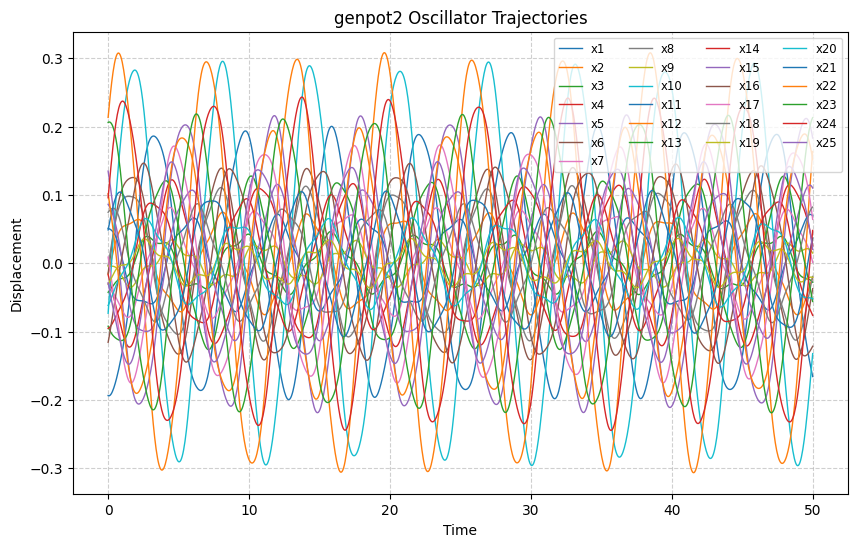 genpot2 Oscillator Trajectories
x1 x8 x14 x20
x2 x9 x15 x21
x3 x10 x16 x22
x4 x11 x17 x23
x5 x12 x18 x24
x6 x13 x19 x25
x7
0.3
0.2
0.1
0.0
−0.1
−0.2
−0.3
Displacement
0 10 20 30 40 50
Time